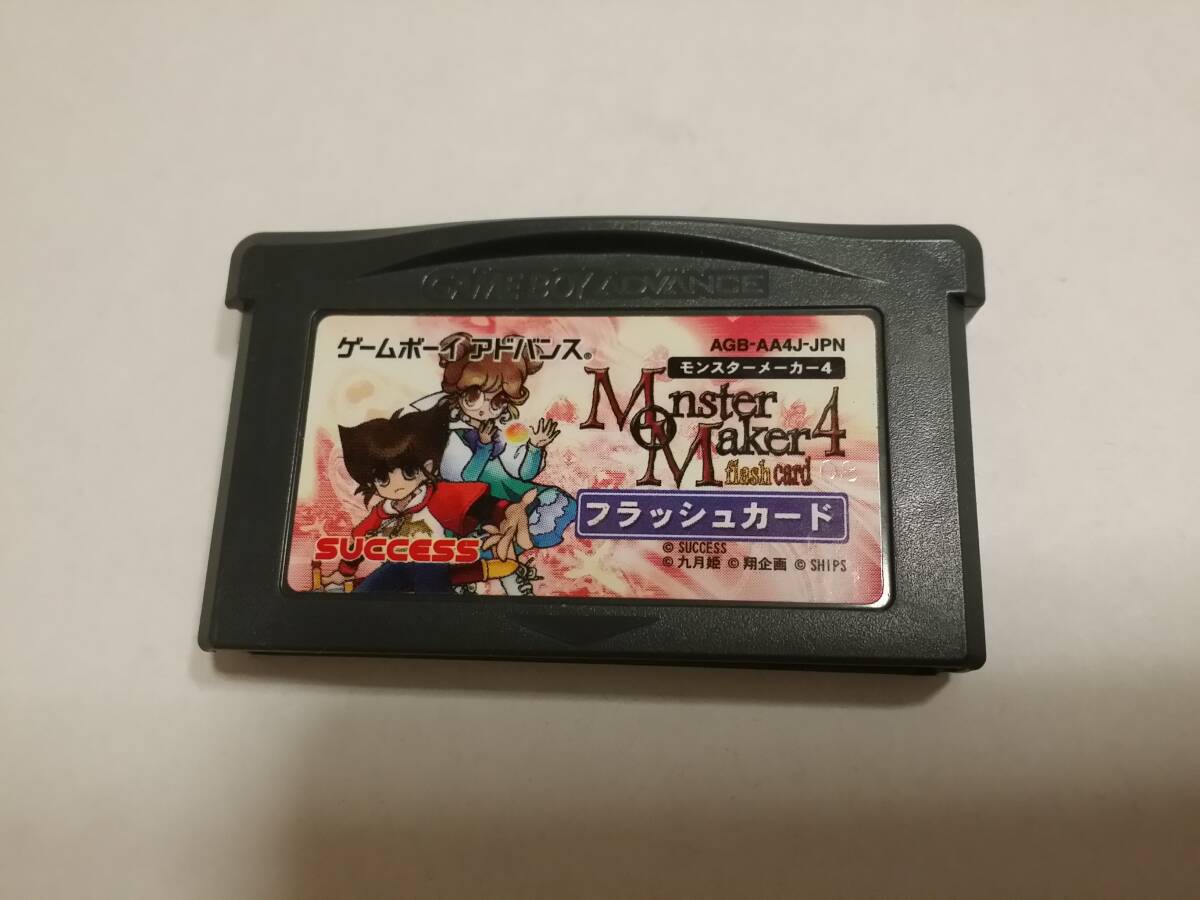 GAME BOY ADVANCE
ゲームボーイアドバンス®
AGB-AA4J-JPN
モンスターメーカー4
Monster
Maker 4
flash card
フラッシュカード
SUCCESS
© SUCCESS
© 九月姫 © 翔企画 © SHIPS